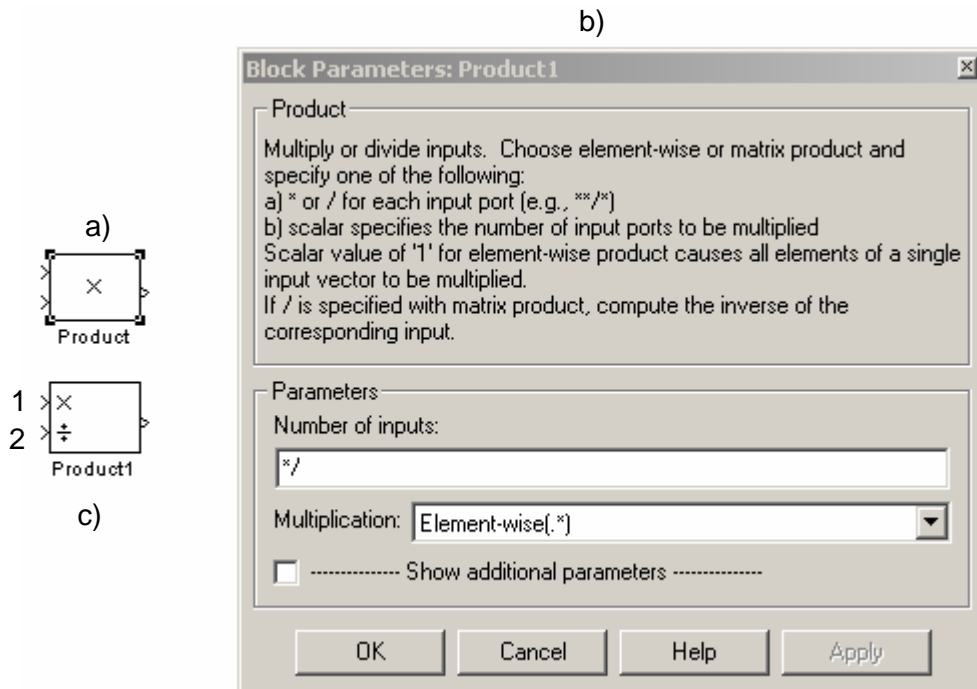 b)
Block Parameters: Product1
Product
Multiply or divide inputs. Choose element-wise or matrix product and
specify one of the following:
a) * or / for each input port (e.g., **/*)
b) scalar specifies the number of input ports to be multiplied
Scalar value of '1' for element-wise product causes all elements of a single
input vector to be multiplied.
If / is specified with matrix product, compute the inverse of the
corresponding input.
Parameters
Number of inputs:
*/
Multiplication: Element-wise(.*)
-------------- Show additional parameters --------------
OK Cancel Help Apply
a)
×
Product
1 ×
2 ÷
Product1
c)